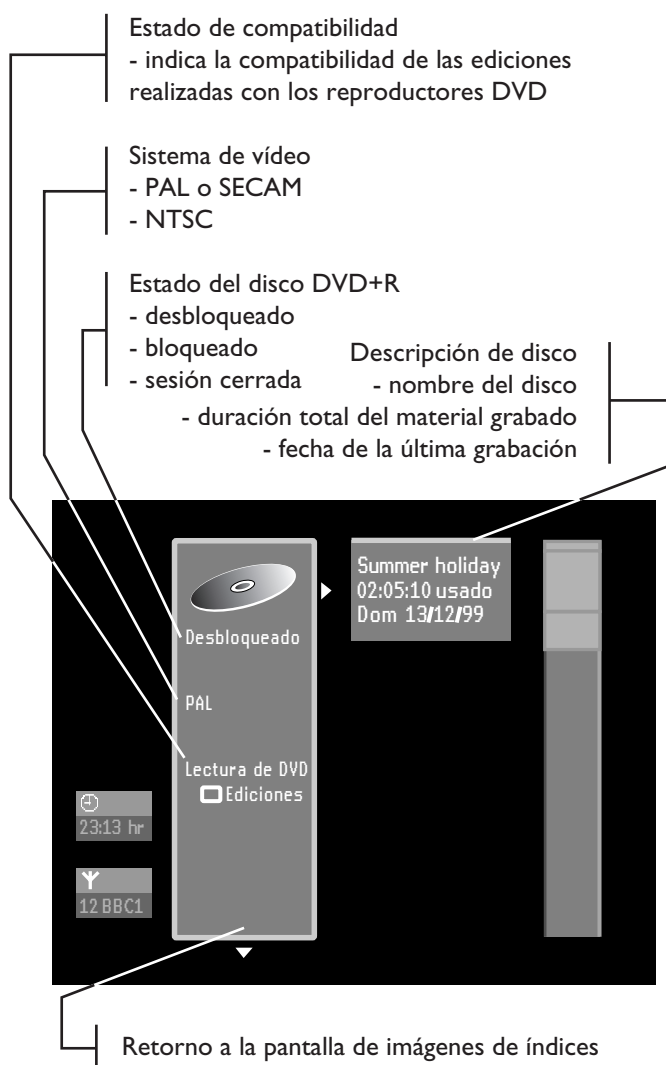 Estado de compatibilidad
- indica la compatibilidad de las ediciones
realizadas con los reproductores DVD
Sistema de vídeo
- PAL o SECAM
- NTSC
Estado del disco DVD+R
- desbloqueado
- bloqueado
- sesión cerrada
Descripción de disco
- nombre del disco
- duración total del material grabado
- fecha de la última grabación
Summer holiday
02:05:10 usado
Dom 13/12/99
Desbloqueado
PAL
Lectura de DVD
Ediciones
23:13 hr
12 BBC1
Retorno a la pantalla de imágenes de índices